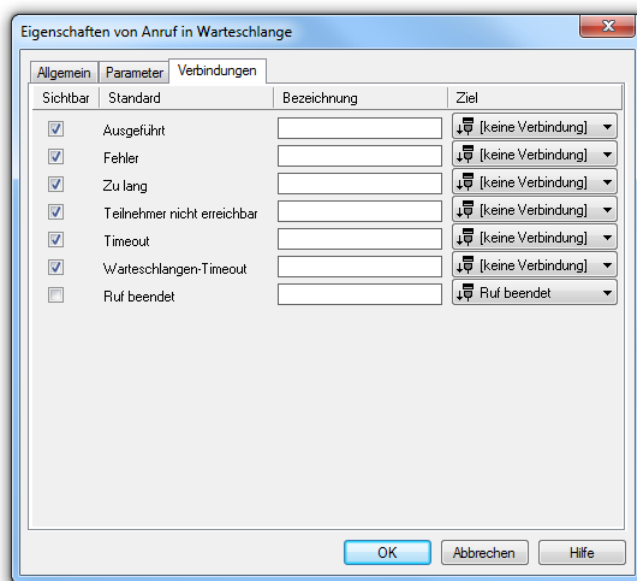 Eigenschaften von Anruf in Warteschlange
Allgemein Parameter Verbindungen
Sichtbar Standard Bezeichnung Ziel
Ausgeführt [keine Verbindung]
Fehler [keine Verbindung]
Zu lang [keine Verbindung]
Teilnehmer nicht erreichbar [keine Verbindung]
Timeout [keine Verbindung]
Warteschlangen-Timeout [keine Verbindung]
Ruf beendet Ruf beendet
OK Abbrechen Hilfe